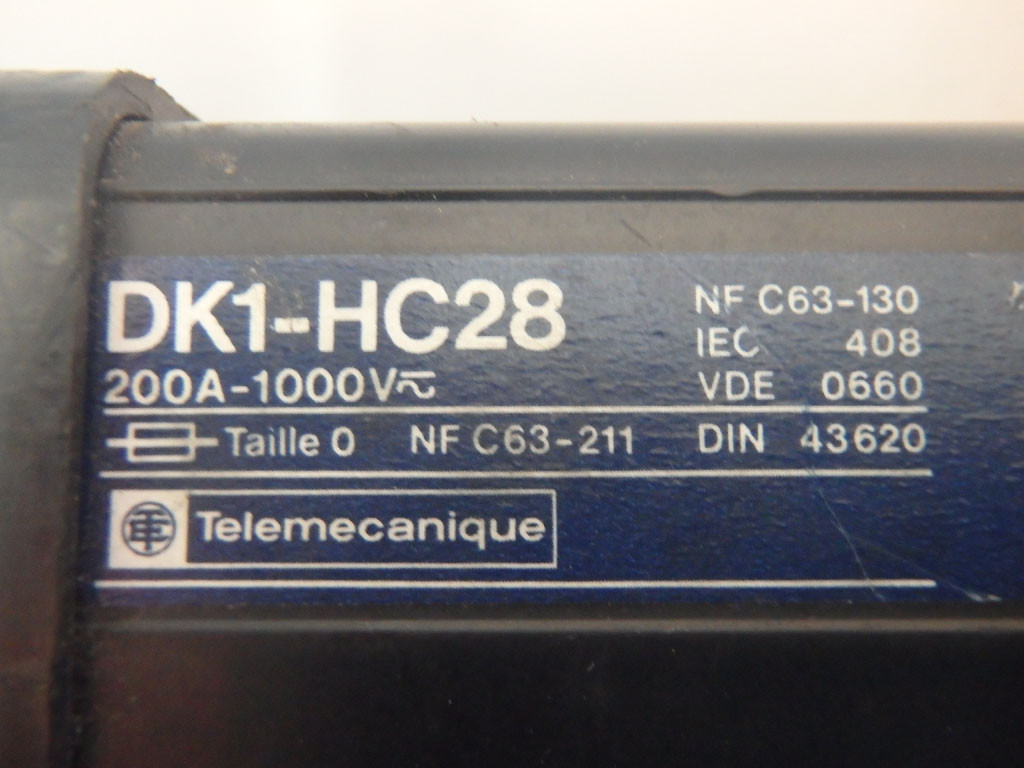 DK1-HC28 NF C63-130
IEC 408
200A-1000V⎓ VDE 0660
Taille 0 NF C63-211 DIN 43620
Telemecanique